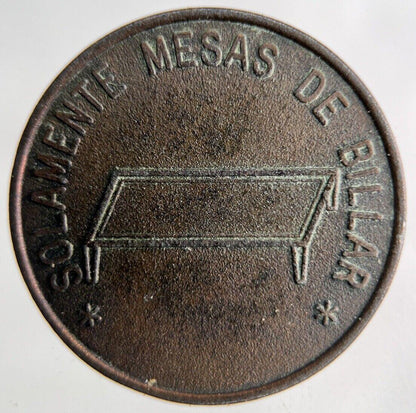 * SOLAMENTE MESAS DE BILLAR *